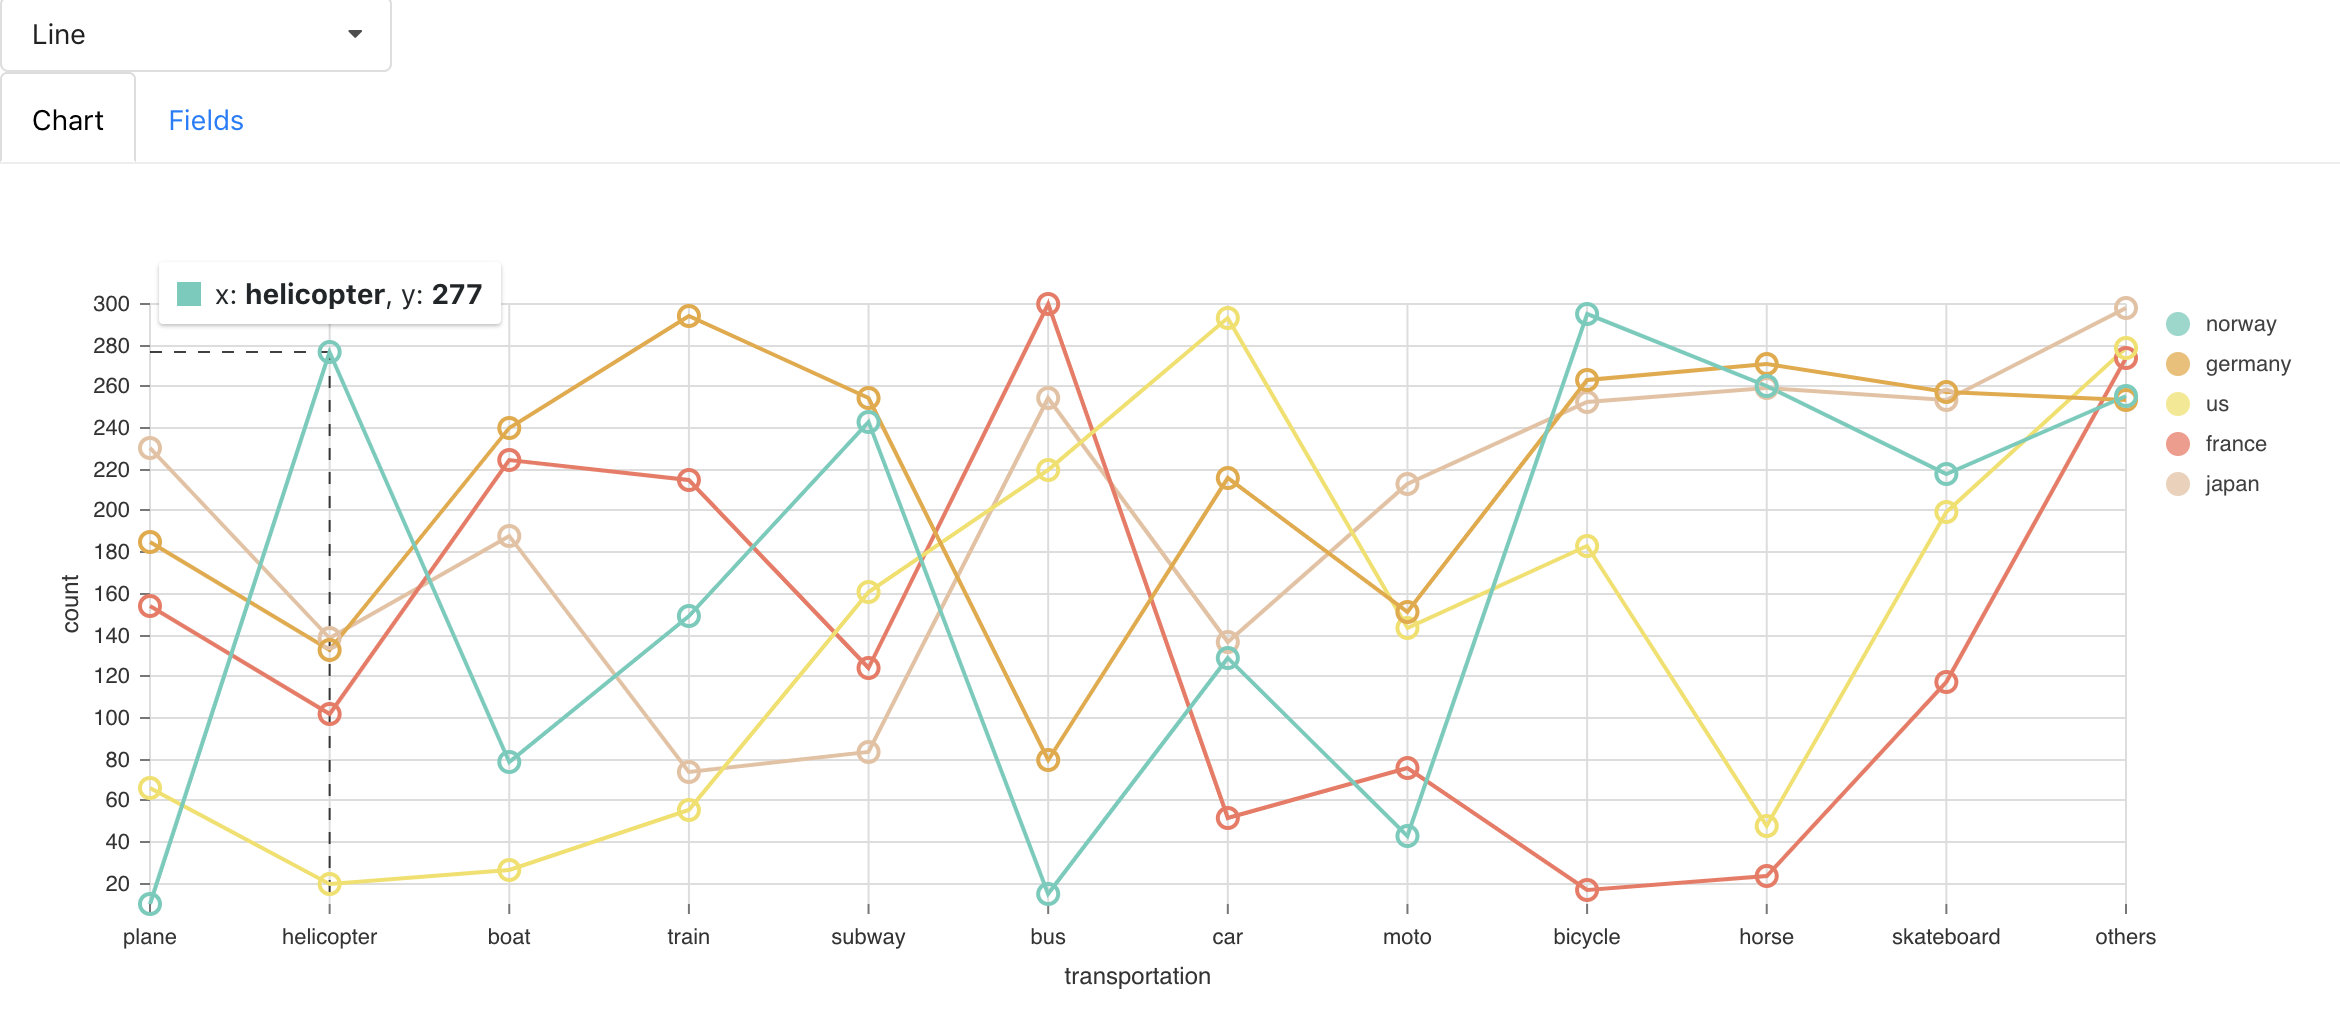 Line
Chart Fields
x: helicopter, y: 277
300
280
260
240
220
200
180
160
140
120
100
80
60
40
20
count
plane helicopter boat train subway bus car moto bicycle horse skateboard others
transportation
norway
germany
us
france
japan